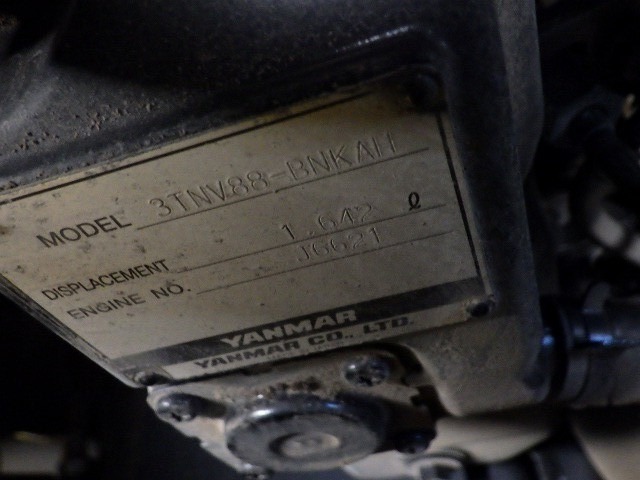 MODEL 3TNV88-BNKAH
DISPLACEMENT 1.642 ℓ
ENGINE NO. J6621
YANMAR
YANMAR CO., LTD.